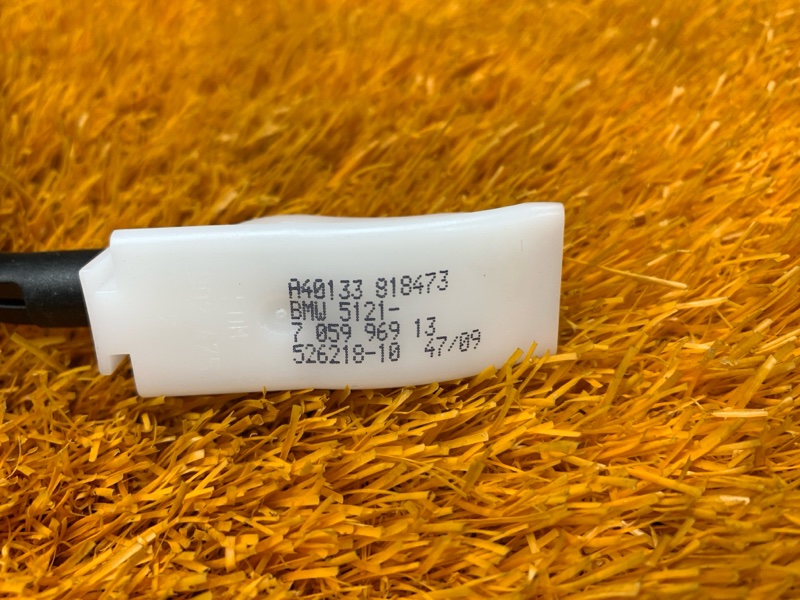 A40133 818473
BMW 5121-
7 059 969 13
526218-10 47/09